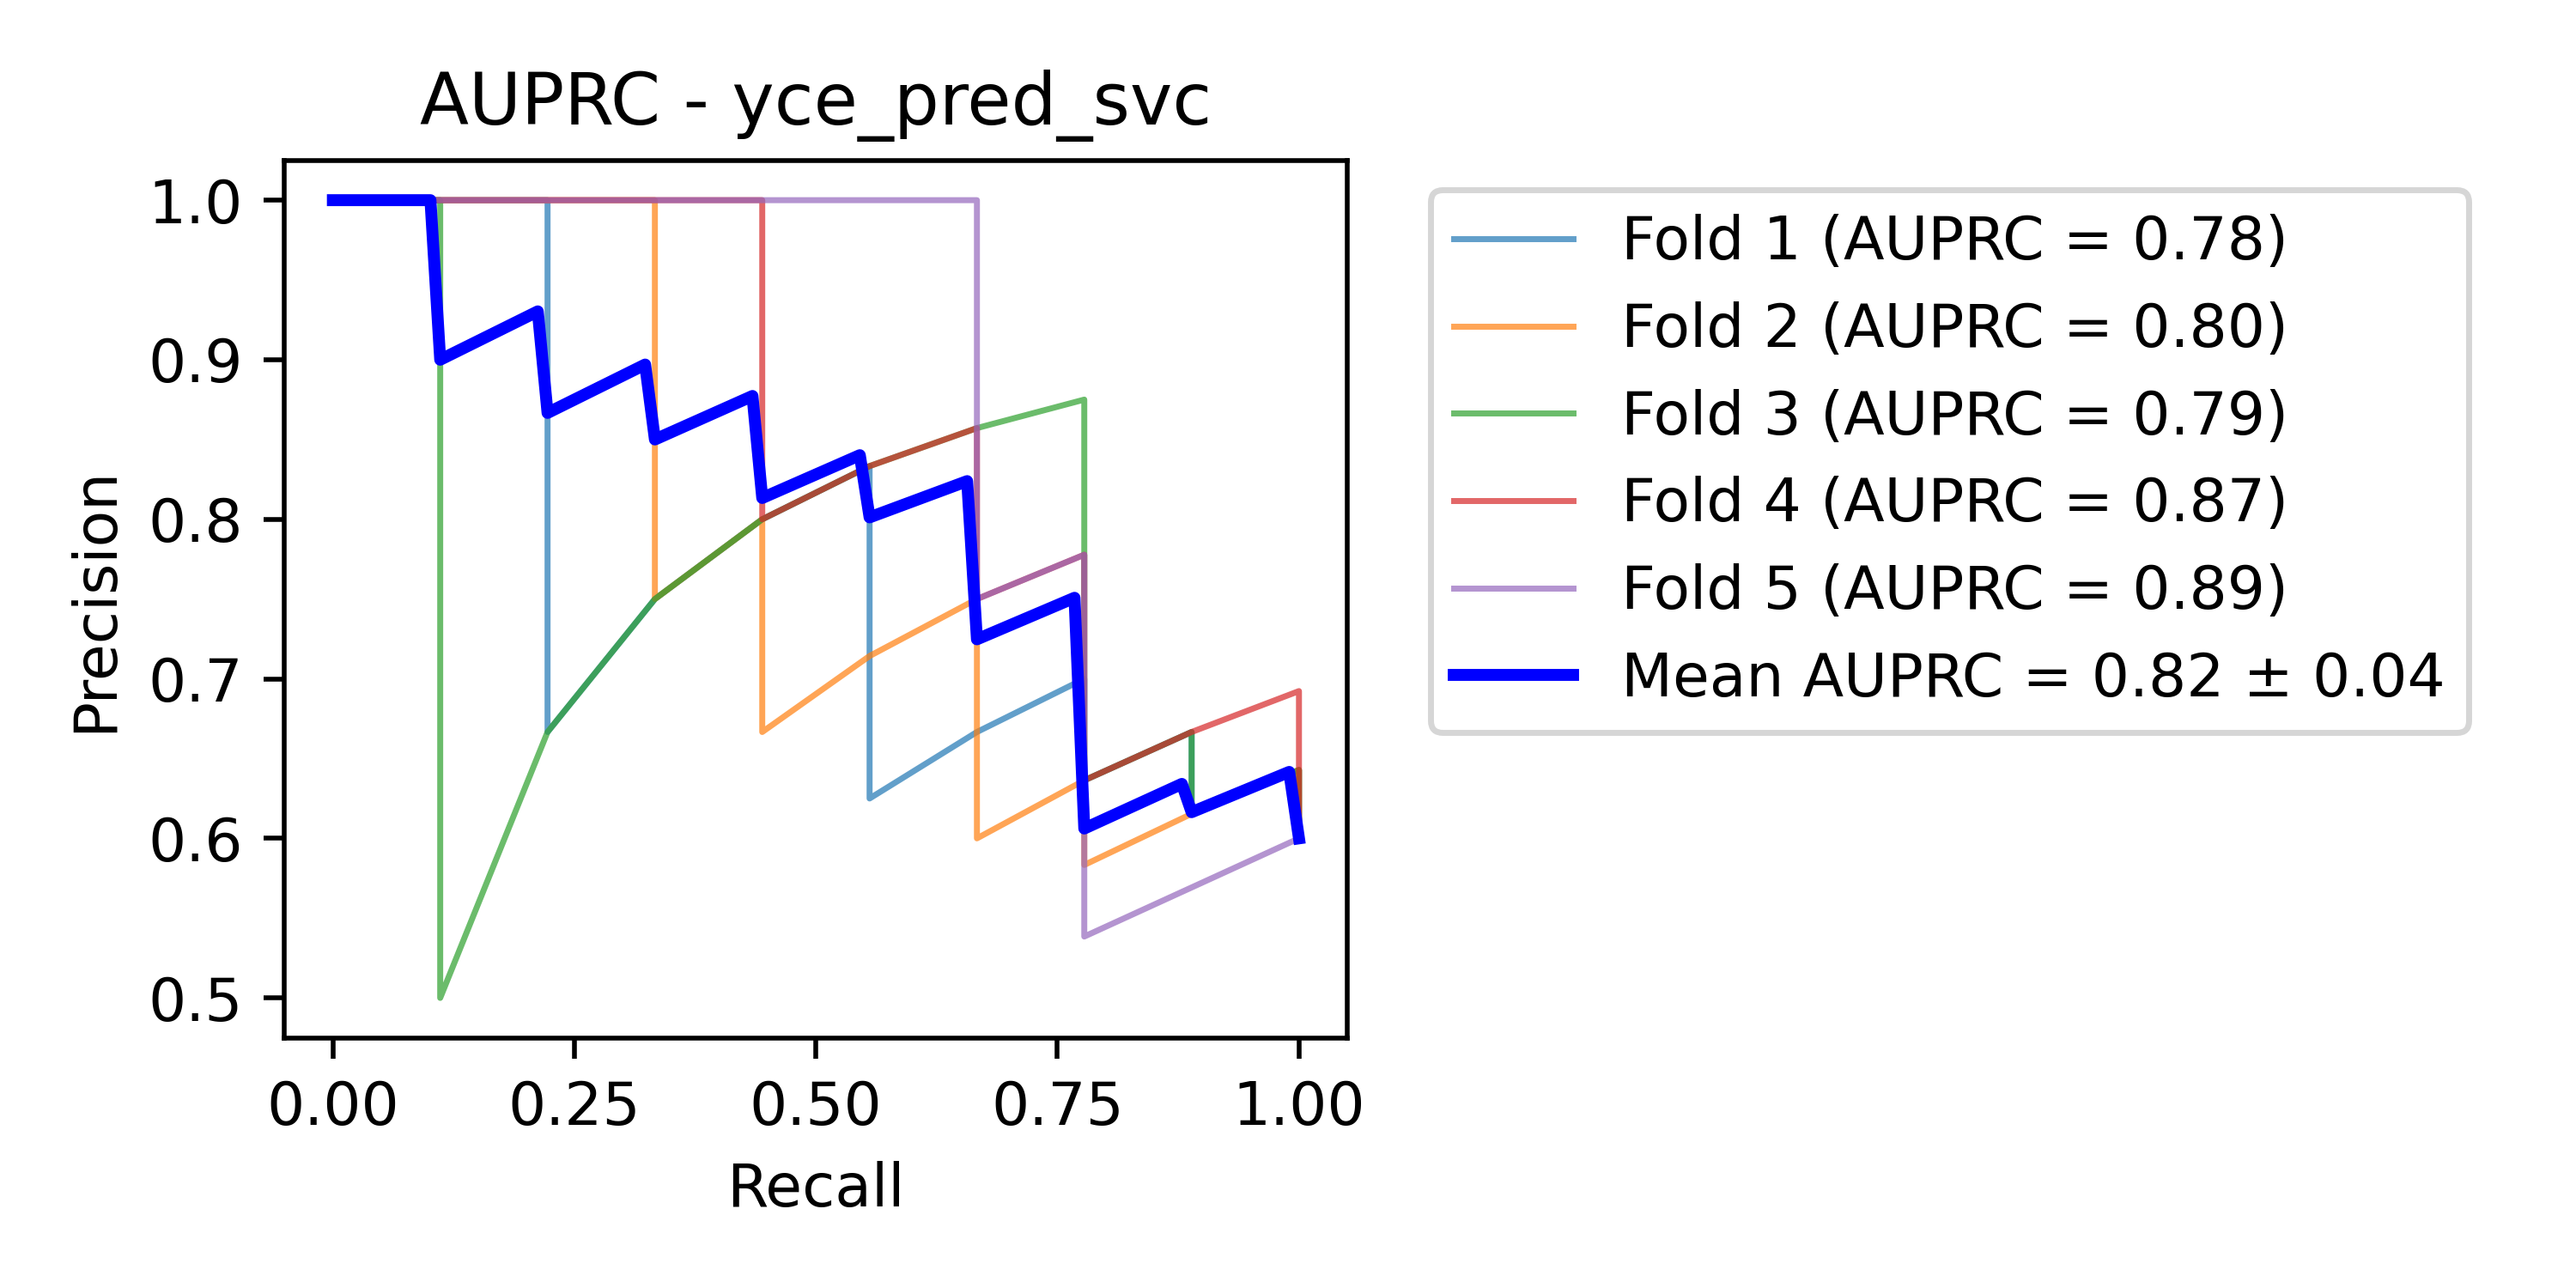 AUPRC - yce_pred_svc
1.0
0.9
0.8
0.7
0.6
0.5
Precision
0.00 0.25 0.50 0.75 1.00
Recall
Fold 1 (AUPRC = 0.78)
Fold 2 (AUPRC = 0.80)
Fold 3 (AUPRC = 0.79)
Fold 4 (AUPRC = 0.87)
Fold 5 (AUPRC = 0.89)
Mean AUPRC = 0.82 ± 0.04